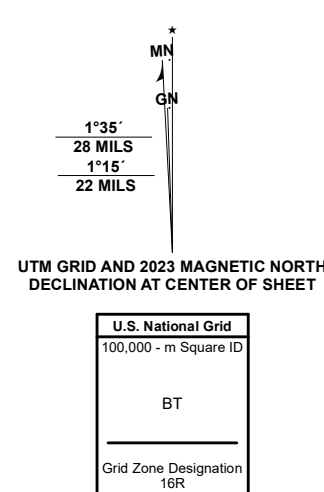 ★
MN
GN
1°35´
28 MILS
1°15´
22 MILS
UTM GRID AND 2023 MAGNETIC NORTH
DECLINATION AT CENTER OF SHEET
U.S. National Grid
100,000 - m Square ID
BT
Grid Zone Designation
16R